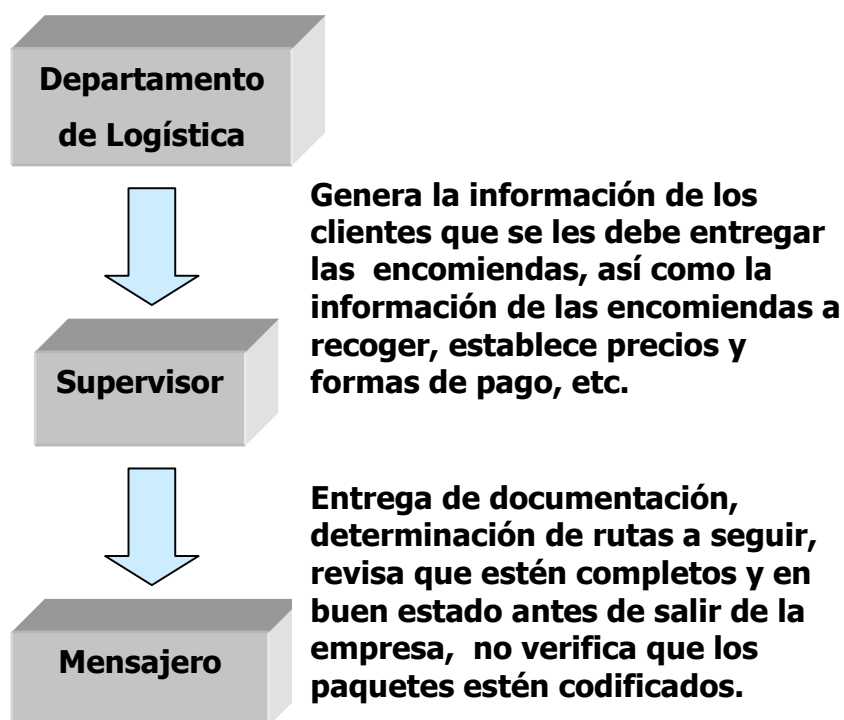 Departamento
de Logística
Genera la información de los
clientes que se les debe entregar
las encomiendas, así como la
información de las encomiendas a
recoger, establece precios y
formas de pago, etc.
Supervisor
Entrega de documentación,
determinación de rutas a seguir,
revisa que estén completos y en
buen estado antes de salir de la
empresa, no verifica que los
paquetes estén codificados.
Mensajero